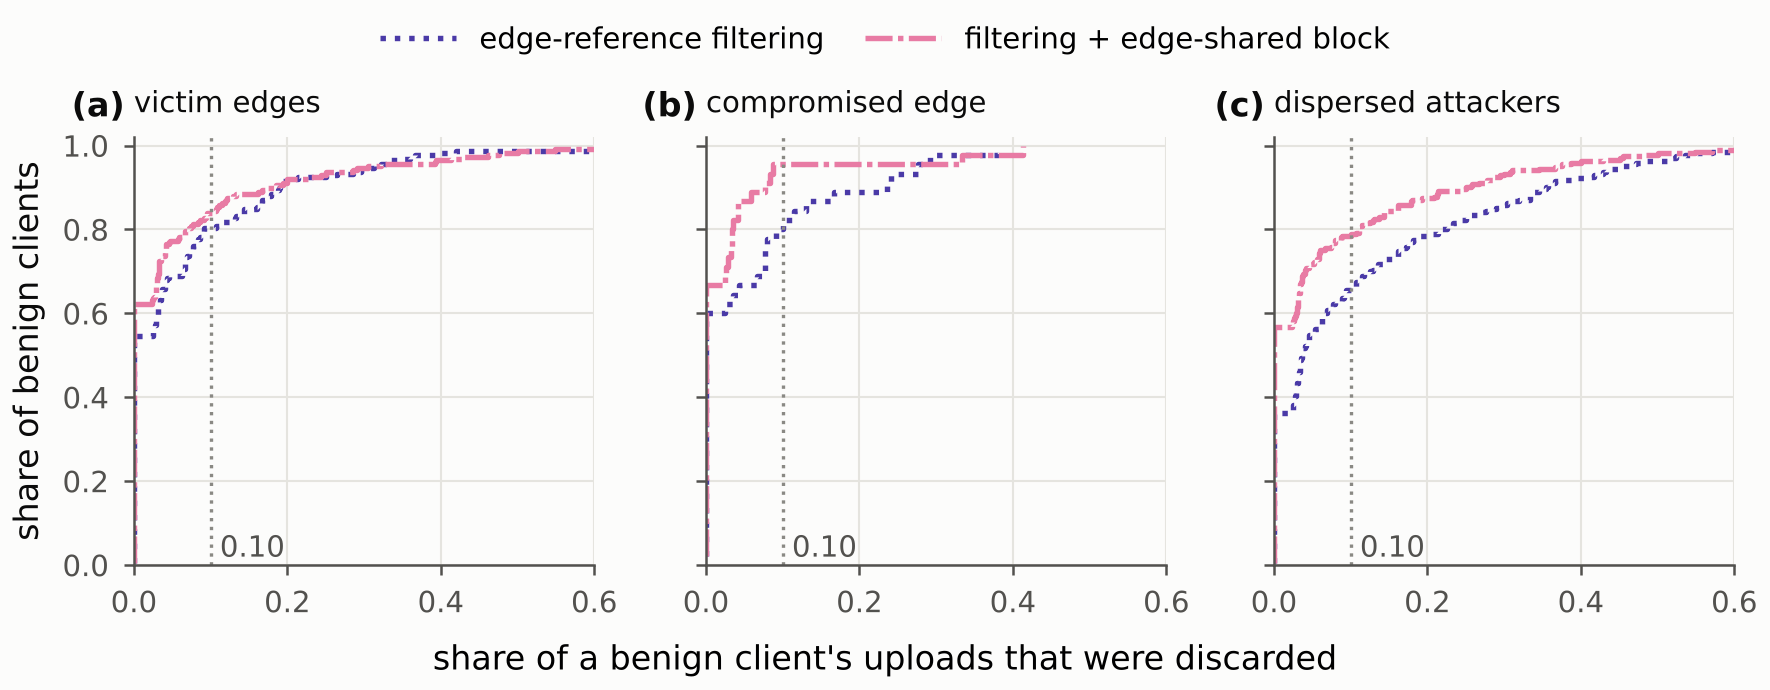 edge-reference filtering filtering + edge-shared block
(a) victim edges (b) compromised edge (c) dispersed attackers
share of benign clients
1.0
0.8
0.6
0.4
0.2
0.0
0.10 0.10 0.10
0.0 0.2 0.4 0.6 0.0 0.2 0.4 0.6 0.0 0.2 0.4 0.6
share of a benign client's uploads that were discarded